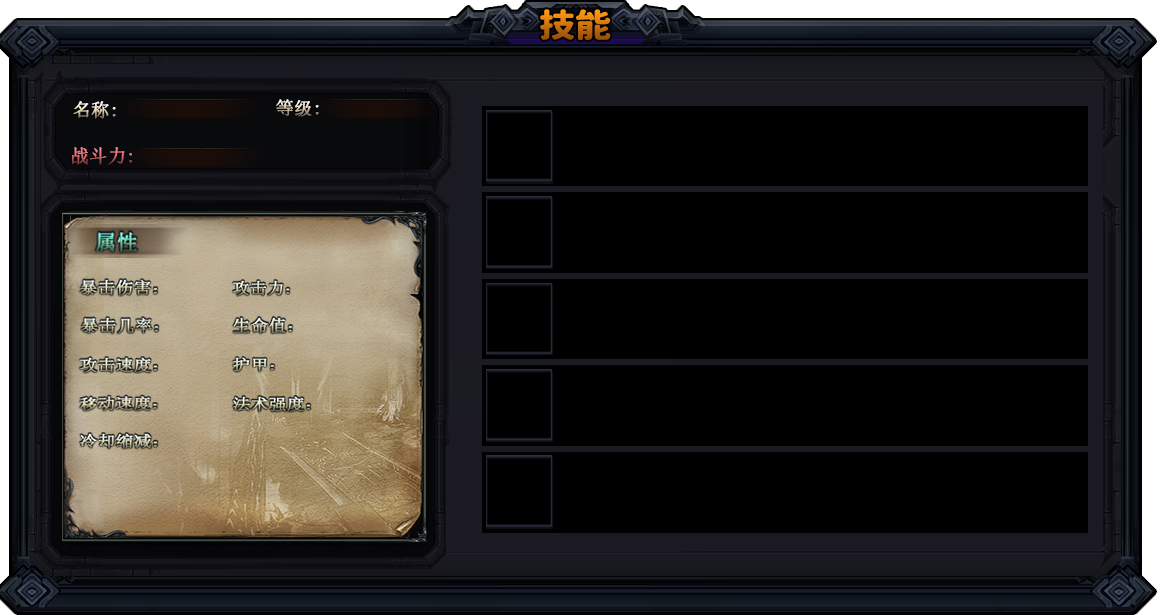 技能
名称: 等级:
战斗力:
属性
暴击伤害: 攻击力:
暴击几率: 生命值:
攻击速度: 护甲:
移动速度: 法术强度:
冷却缩减: